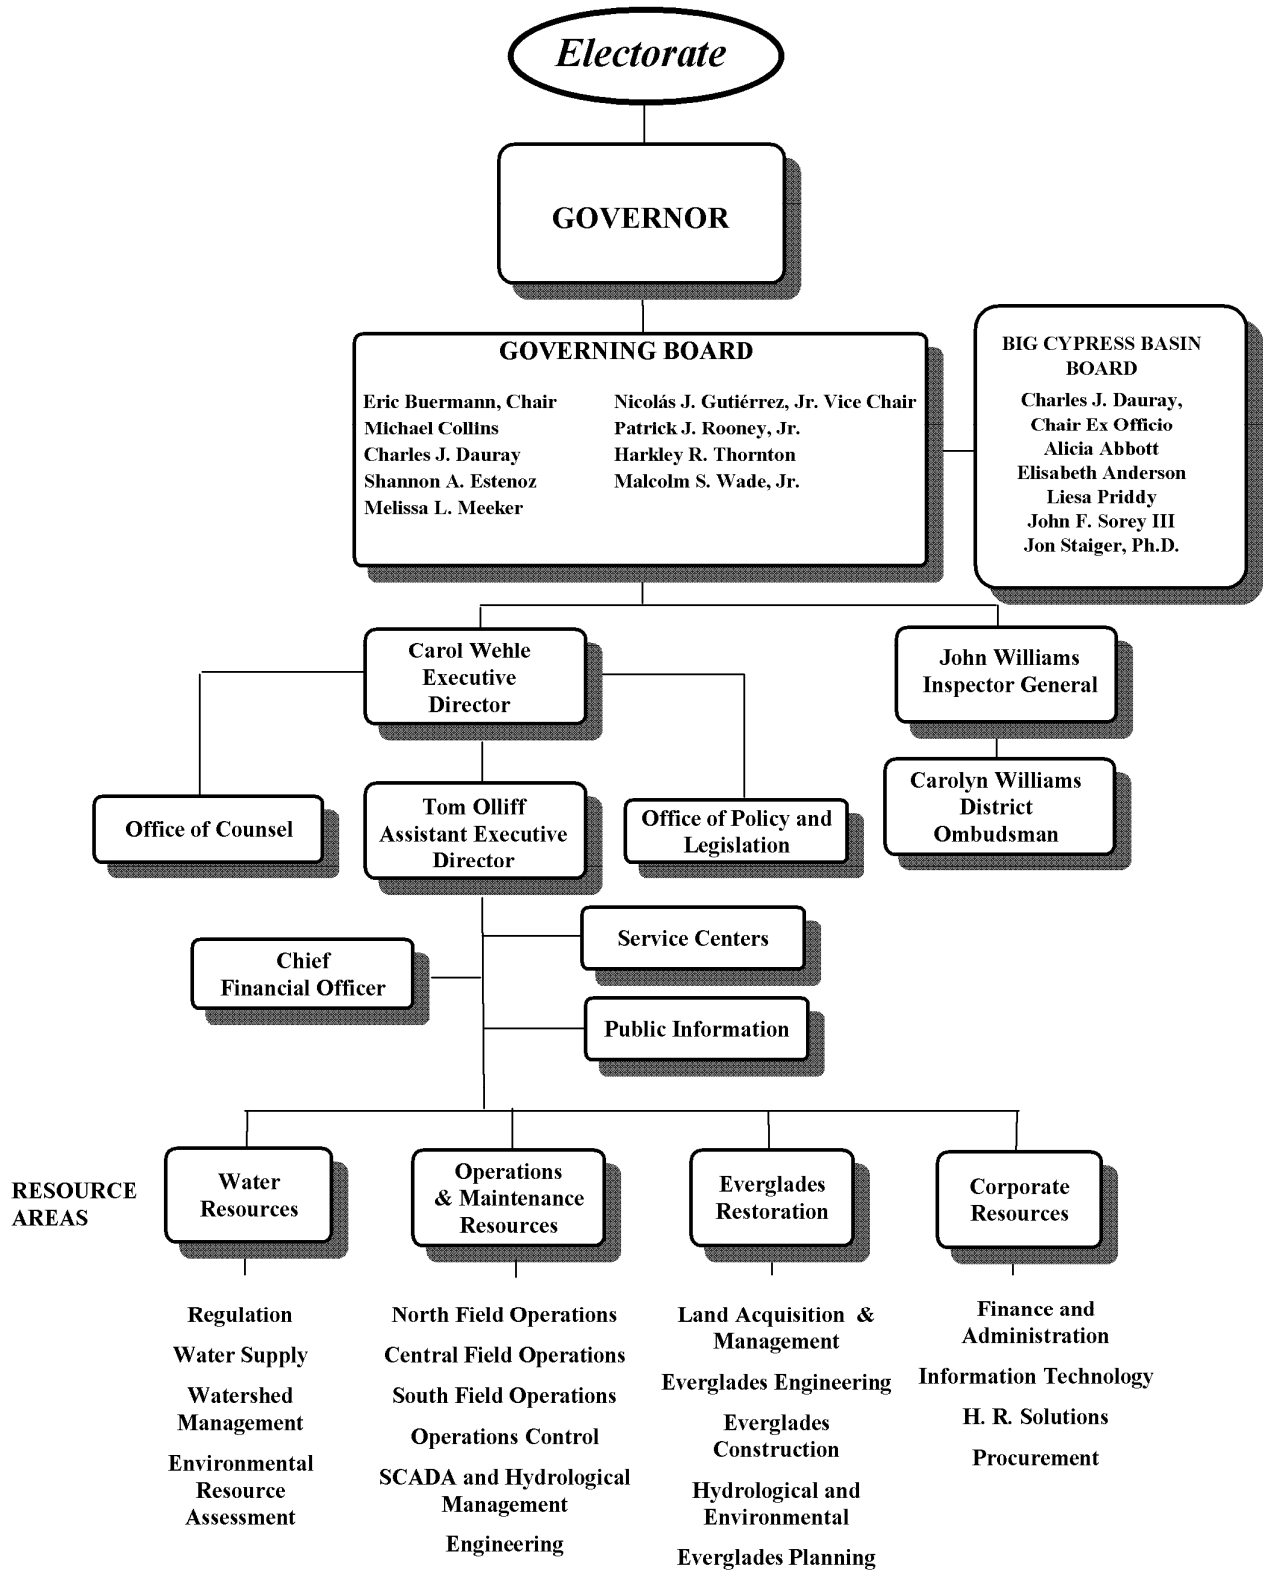 Electorate
GOVERNOR
GOVERNING BOARD
Eric Buermann, Chair
Michael Collins
Charles J. Dauray
Shannon A. Estenoz
Melissa L. Meeker
Nicolás J. Gutiérrez, Jr. Vice Chair
Patrick J. Rooney, Jr.
Harkley R. Thornton
Malcolm S. Wade, Jr.
BIG CYPRESS BASIN
BOARD
Charles J. Dauray,
Chair Ex Officio
Alicia Abbott
Elisabeth Anderson
Liesa Priddy
John F. Sorey III
Jon Staiger, Ph.D.
Carol Wehle
Executive
Director
John Williams
Inspector General
Office of Counsel
Tom Olliff
Assistant Executive
Director
Office of Policy and
Legislation
Carolyn Williams
District
Ombudsman
Service Centers
Chief
Financial Officer
Public Information
RESOURCE
AREAS
Water
Resources
Operations
& Maintenance
Resources
Everglades
Restoration
Corporate
Resources
Regulation
Water Supply
Watershed
Management
Environmental
Resource
Assessment
North Field Operations
Central Field Operations
South Field Operations
Operations Control
SCADA and Hydrological
Management
Engineering
Land Acquisition &
Management
Everglades Engineering
Everglades
Construction
Hydrological and
Environmental
Everglades Planning
Finance and
Administration
Information Technology
H. R. Solutions
Procurement